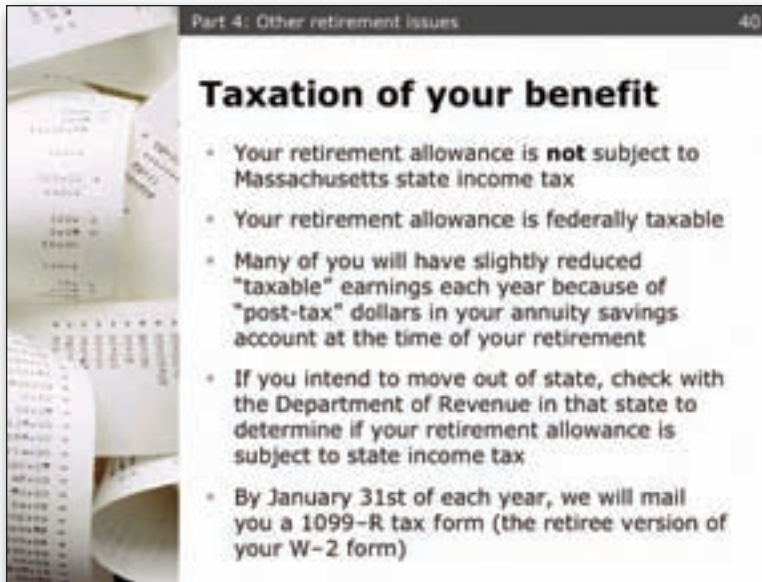 Part 4: Other retirement issues 40
Taxation of your benefit
• Your retirement allowance is not subject to
Massachusetts state income tax
• Your retirement allowance is federally taxable
• Many of you will have slightly reduced
"taxable" earnings each year because of
"post-tax" dollars in your annuity savings
account at the time of your retirement
• If you intend to move out of state, check with
the Department of Revenue in that state to
determine if your retirement allowance is
subject to state income tax
• By January 31st of each year, we will mail
you a 1099–R tax form (the retiree version of
your W–2 form)